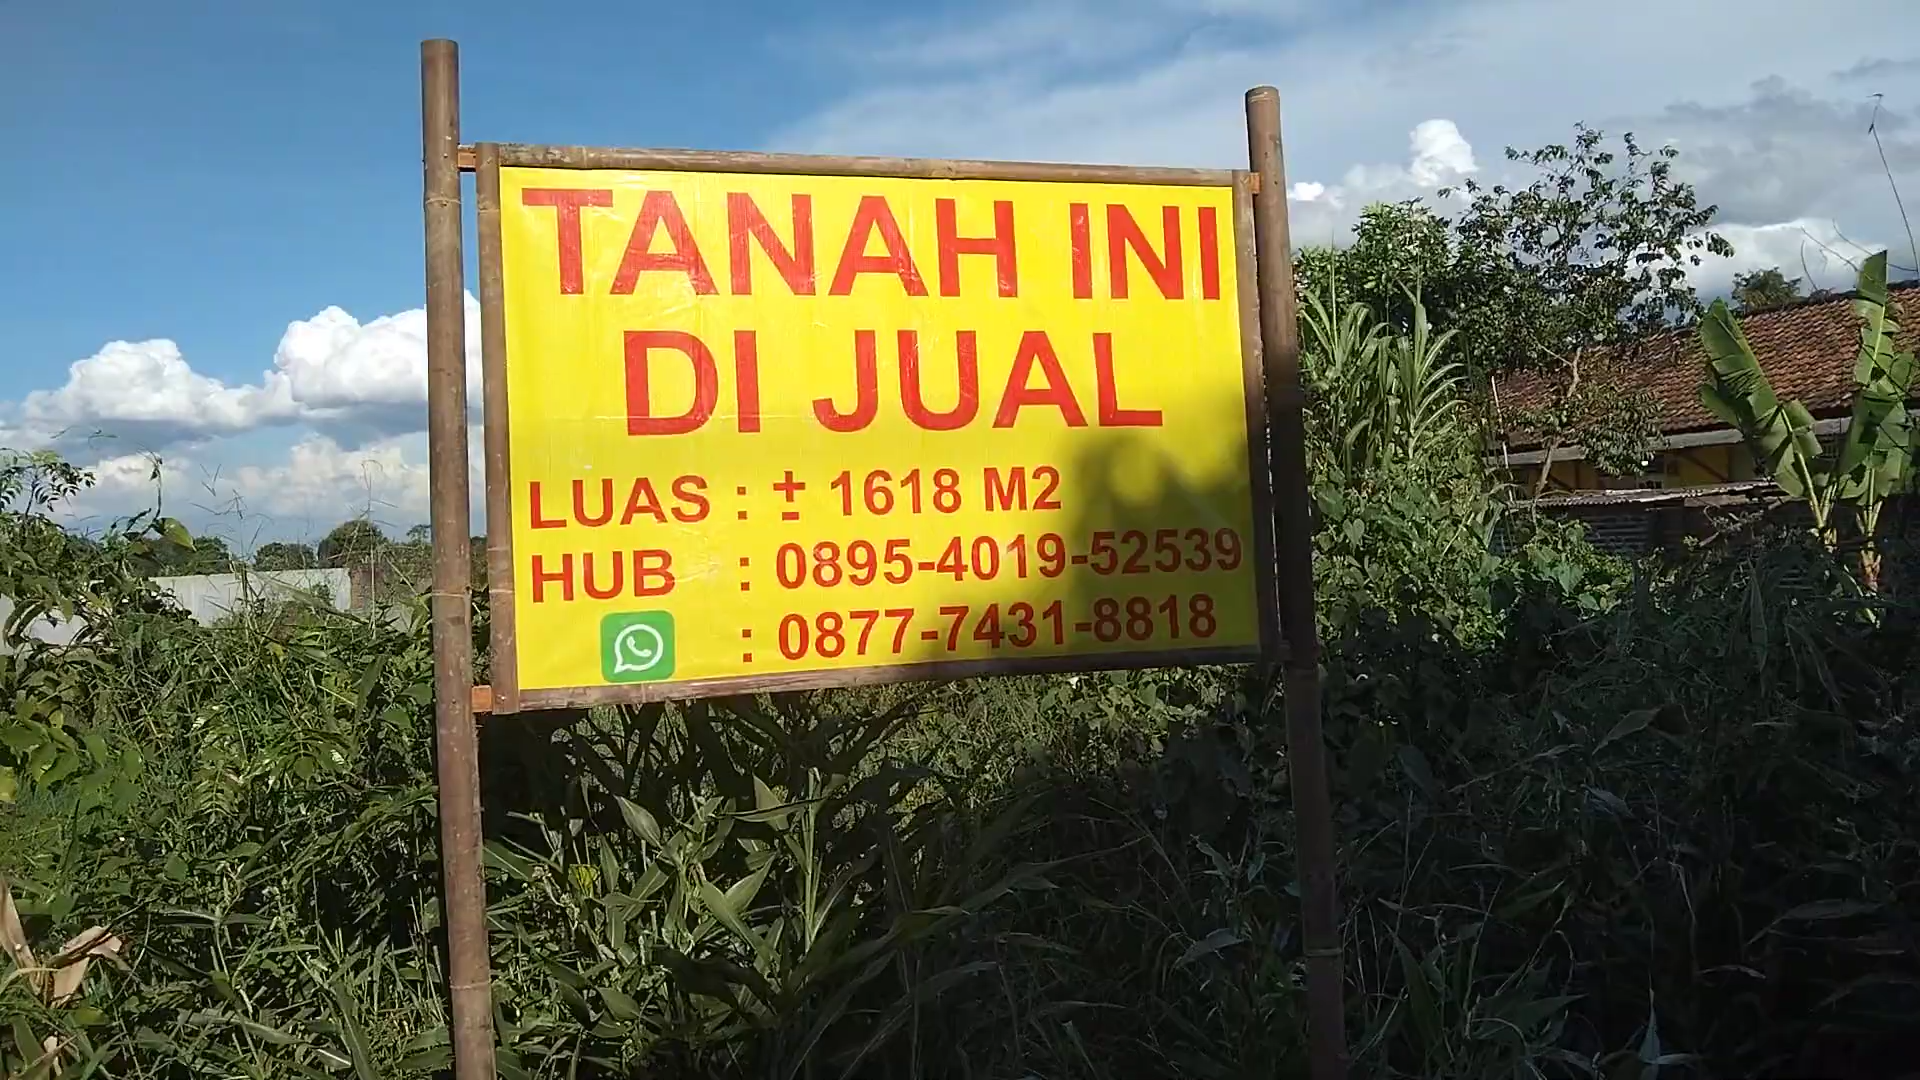 TANAH INI
DI JUAL
LUAS : ± 1618 M2
HUB : 0895-4019-52539
: 0877-7431-8818